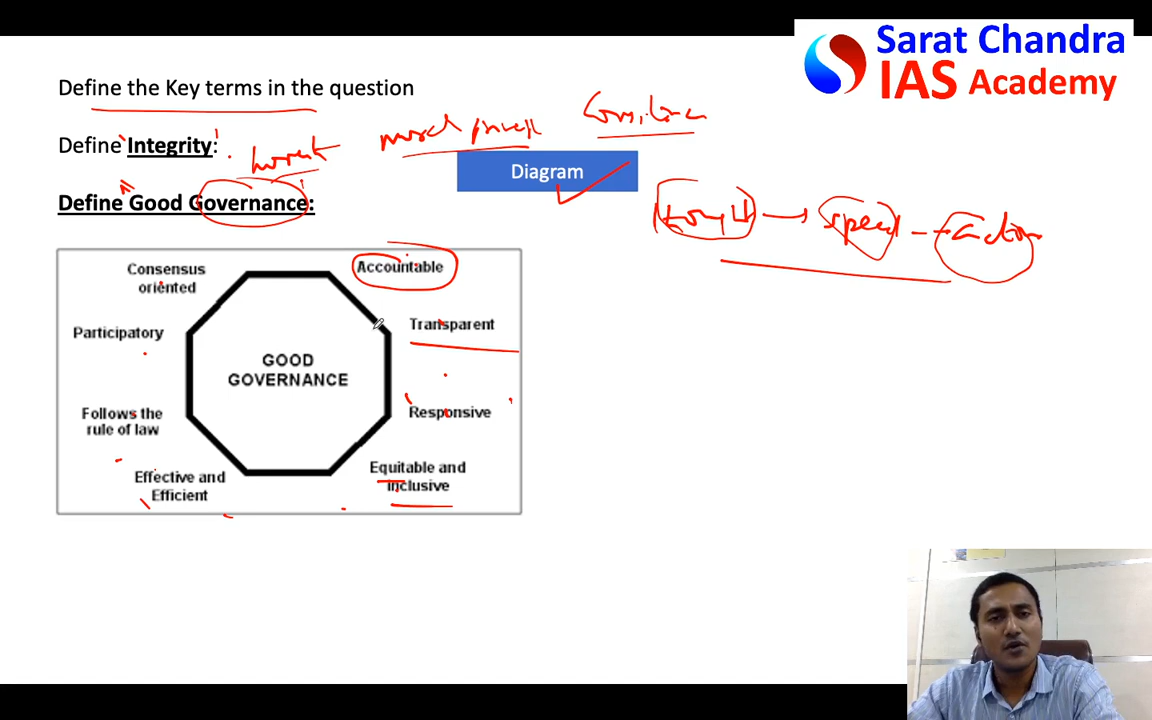 Sarat Chandra
IAS Academy
Define the Key terms in the question
Define Integrity:
Diagram
Define Good Governance:
speed
Consensus
oriented
Accountable
Participatory
Transparent
GOOD
GOVERNANCE
Follows the
rule of law
Responsive
Effective and
Efficient
Equitable and
inclusive